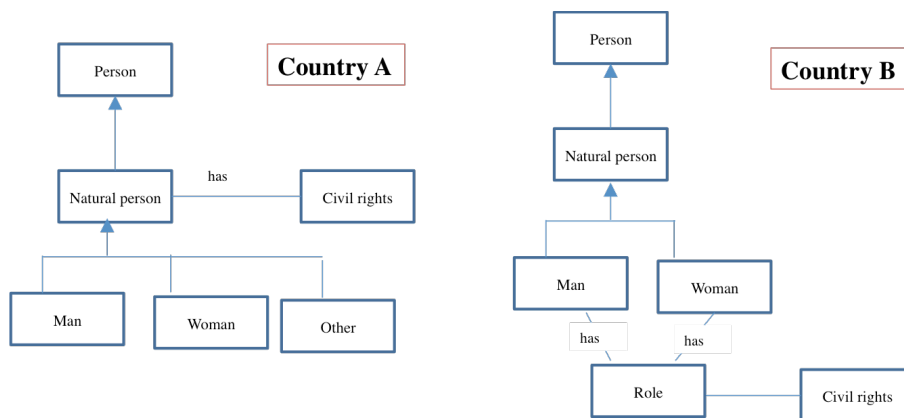 Country A
Person
Natural person
has
Civil rights
Man
Woman
Other
Country B
Person
Natural person
Man
Woman
has
has
Role
Civil rights